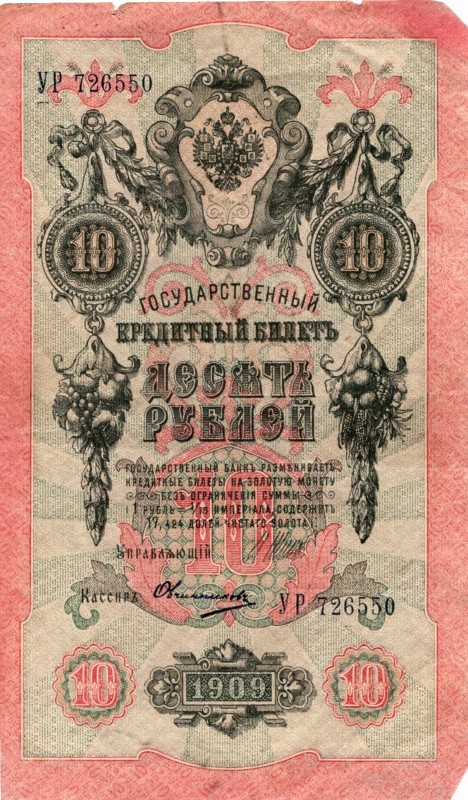 УР 726550
10 10
ГОСУДАРСТВЕННЫЙ
КРЕДИТНЫЙ БИЛЕТЪ
ДЕСЯТЬ
РУБЛЕЙ
ГОСУДАРСТВЕННЫЙ БАНКЪ РАЗМѢНИВАЕТЪ
КРЕДИТНЫЕ БИЛЕТЫ НА ЗОЛОТУЮ МОНЕТУ
БЕЗЪ ОГРАНИЧЕНІЯ СУММЫ
(1 РУБЛЬ = 1/15 ИМПЕРІАЛА, СОДЕРЖИТЪ
17,424 ДОЛЕЙ ЧИСТАГО ЗОЛОТА)
10
Управляющій
Кассиръ Овчинниковъ
УР 726550
10 1909 10